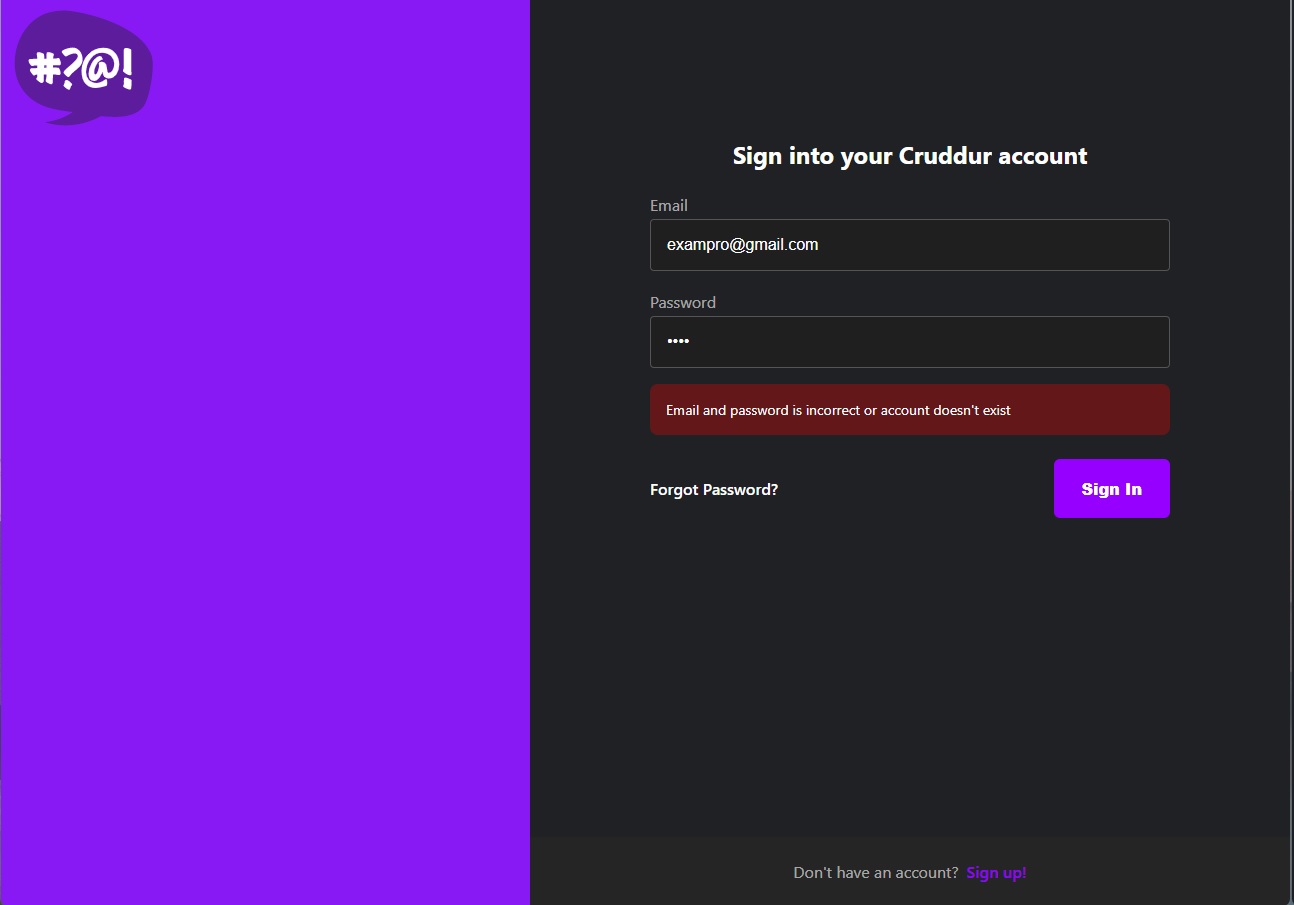 #?@!
Sign into your Cruddur account
Email
exampro@gmail.com
Password
••••
Email and password is incorrect or account doesn't exist
Forgot Password?
Sign In
Don't have an account? Sign up!